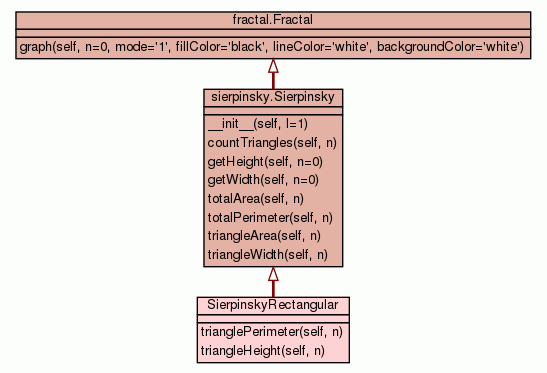 fractal.Fractal
graph(self, n=0, mode='1', fillColor='black', lineColor='white', backgroundColor='white')
sierpinsky.Sierpinsky
__init__(self, l=1)
countTriangles(self, n)
getHeight(self, n=0)
getWidth(self, n=0)
totalArea(self, n)
totalPerimeter(self, n)
triangleArea(self, n)
triangleWidth(self, n)
SierpinskyRectangular
trianglePerimeter(self, n)
triangleHeight(self, n)